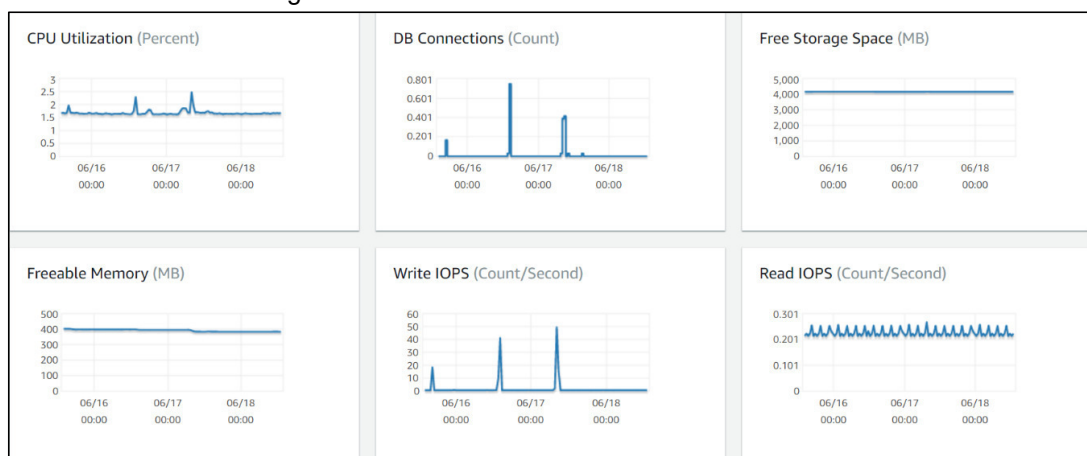 CPU Utilization (Percent)
3
2.5
2
1.5
1
0.5
0
06/16 06/17 06/18
00:00 00:00 00:00
DB Connections (Count)
0.801
0.601
0.401
0.201
0
06/16 06/17 06/18
00:00 00:00 00:00
Free Storage Space (MB)
5,000
4,000
3,000
2,000
1,000
0
06/16 06/17 06/18
00:00 00:00 00:00
Freeable Memory (MB)
500
400
300
200
100
0
06/16 06/17 06/18
00:00 00:00 00:00
Write IOPS (Count/Second)
60
50
40
30
20
10
0
06/16 06/17 06/18
00:00 00:00 00:00
Read IOPS (Count/Second)
0.301
0.201
0.101
0
06/16 06/17 06/18
00:00 00:00 00:00